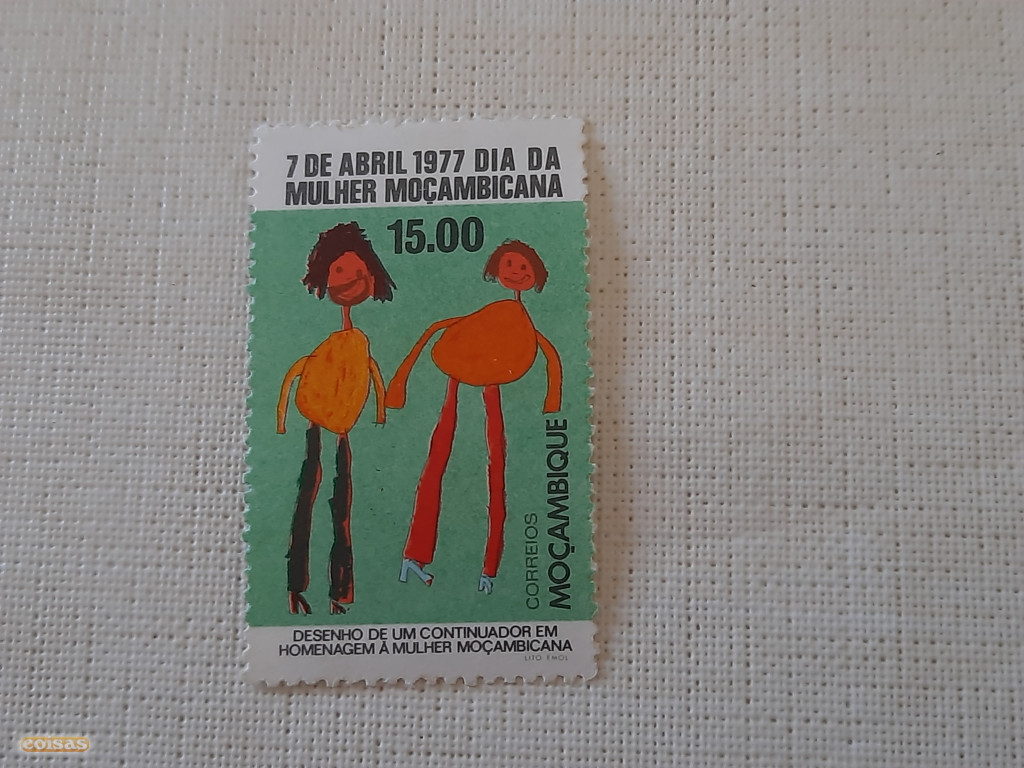 7 DE ABRIL 1977 DIA DA
MULHER MOÇAMBICANA
15.00
CORREIOS
MOÇAMBIQUE
DESENHO DE UM CONTINUADOR EM
HOMENAGEM Á MULHER MOÇAMBICANA
LITO EMOL
coisas